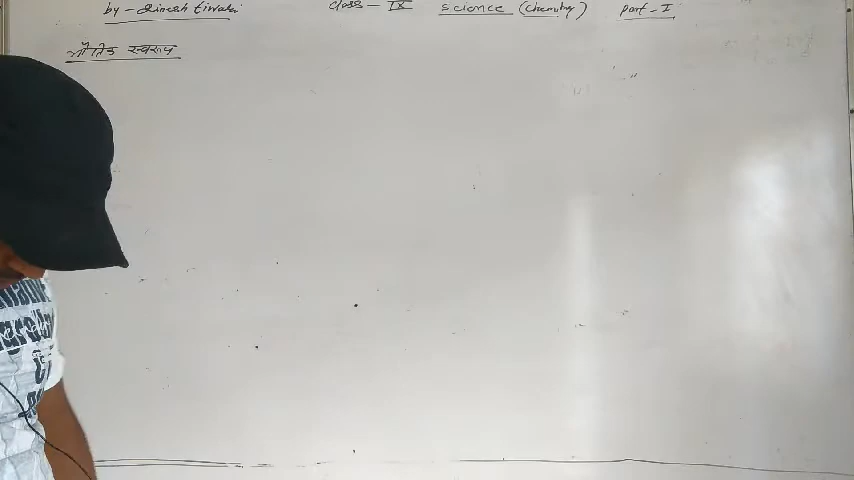 by - Dinesh tiwari class - IX science (chemistry) part - I
भौतिक स्वरूप